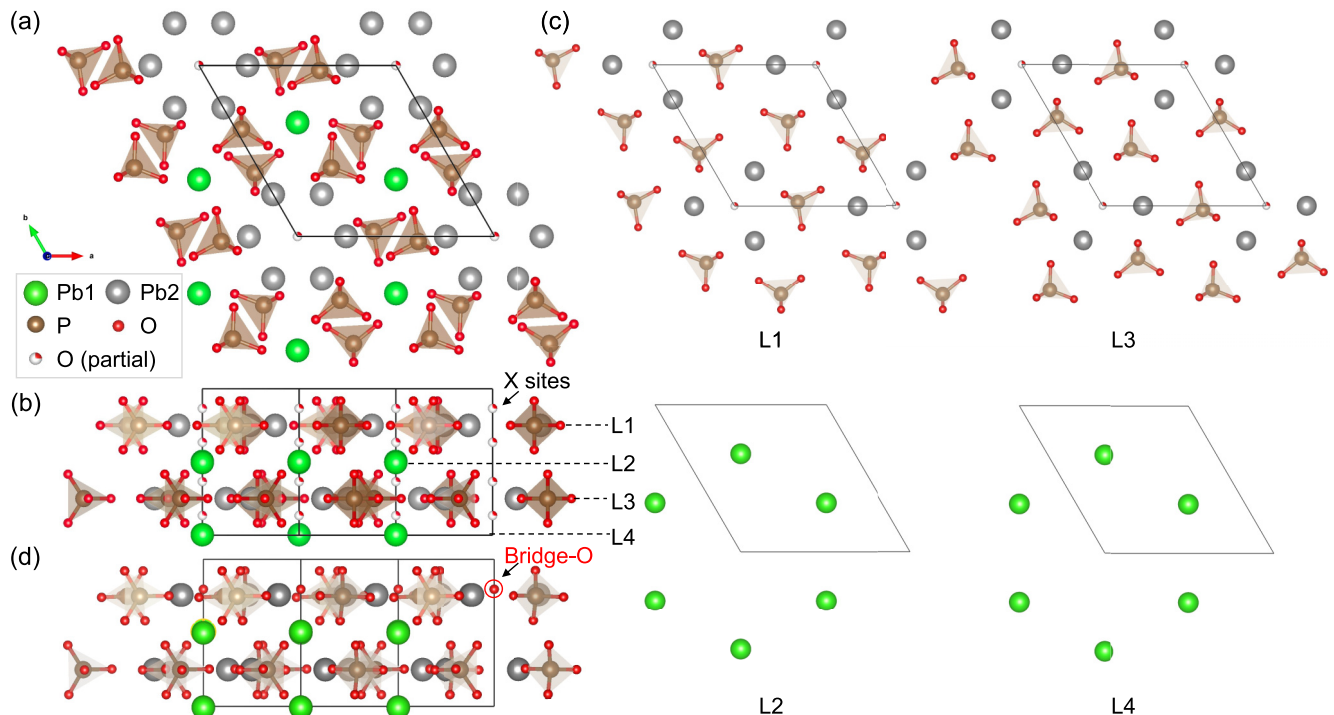 (a)
(c)
b
a
c
Pb1 Pb2
P O
O (partial)
L1
L3
(b)
X sites
L1
L2
L3
L4
(d)
Bridge-O
L2
L4